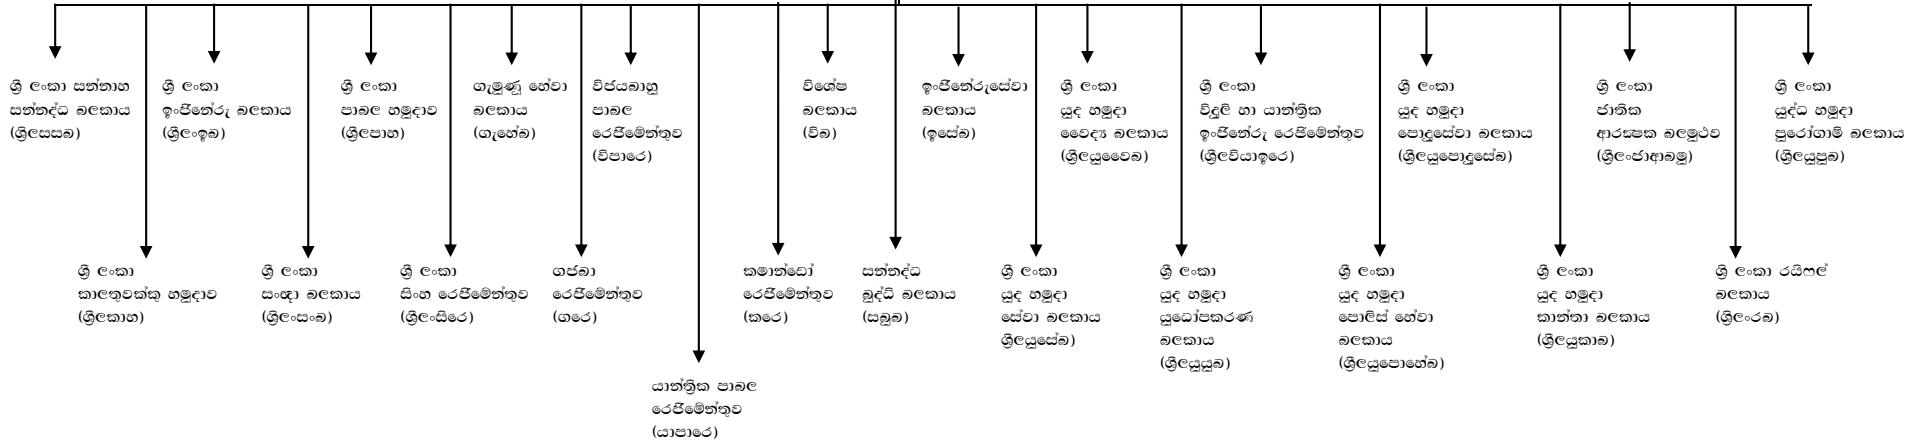 ශ්‍රී ලංකා සන්නාහ
සන්නද්ධ බලකාය
(ශ්‍රිලසසබ)
ශ්‍රී ලංකා
ඉංජිනේරු බලකාය
(ශ්‍රීලංඉබ)
ශ්‍රී ලංකා
පාබල හමුදාව
(ශ්‍රීලපාහ)
ගැමුණු හේවා
බලකාය
(ගැහේබ)
විජයබාහු
පාබල
රෙජිමේන්තුව
(විපාරෙ)
විශේෂ
බලකාය
(විබ)
ඉංජිනේරුසේවා
බලකාය
(ඉසේබ)
ශ්‍රී ලංකා
යුද හමුදා
වෛද්‍ය බලකාය
(ශ්‍රීලයුවෛබ)
ශ්‍රී ලංකා
විදුලි හා යාන්ත්‍රික
ඉංජිනේරු රෙජිමේන්තුව
(ශ්‍රීලවියාඉරෙ)
ශ්‍රී ලංකා
යුද හමුදා
පොදුසේවා බලකාය
(ශ්‍රීලයුපොදුසේබ)
ශ්‍රි ලංකා
ජාතික
ආරක්‍ෂක බලමුළුව
(ශ්‍රීලංජාආබමු)
ශ්‍රි ලංකා
යුද්ධ හමුදා
පුරෝගාමි බලකාය
(ශ්‍රිලයුපුබ)
ශ්‍රී ලංකා
කාලතුවක්කු හමුදාව
(ශ්‍රීලකාහ)
ශ්‍රී ලංකා
සංඥා බලකාය
(ශ්‍රිලංසංබ)
ශ්‍රී ලංකා
සිංහ රෙජිමේන්තුව
(ශ්‍රීලංසිරෙ)
ගජබා
රෙජිමේන්තුව
(ගරෙ)
කමාන්ඩෝ
රෙජිමේන්තුව
(කරෙ)
සන්නද්ධ
බුද්ධි බලකාය
(සබුබ)
ශ්‍රී ලංකා
යුද හමුදා
සේවා බලකාය
ශ්‍රීලයුසේබ)
ශ්‍රී ලංකා
යුද හමුදා
යුධෝපකරණ
බලකාය
(ශ්‍රීලයුයුබ)
ශ්‍රී ලංකා
යුද හමුදා
පොලිස් හේවා
බලකාය
(ශ්‍රීලයුපොහේබ)
ශ්‍රී ලංකා
යුද හමුදා
කාන්තා බලකාය
(ශ්‍රීලයුකාබ)
ශ්‍රී ලංකා රයිෆල්
බලකාය
(ශ්‍රිලංරබ)
යාන්ත්‍රික පාබල
රෙජිමේන්තුව
(යාපාරෙ)